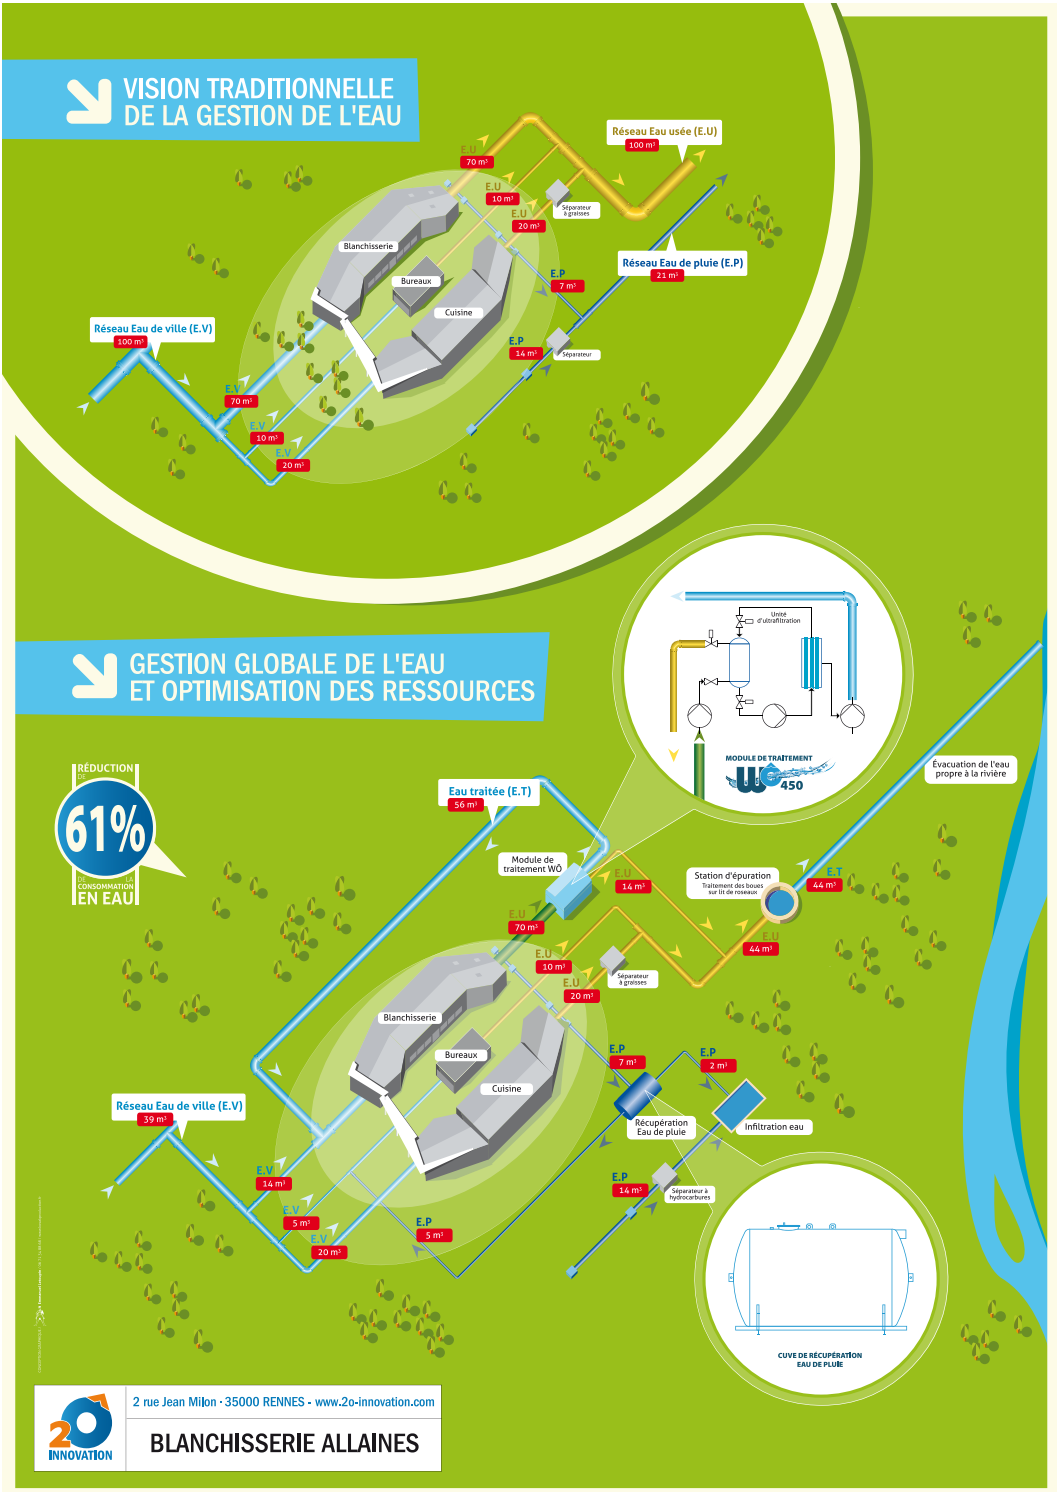 VISION TRADITIONNELLE
DE LA GESTION DE L'EAU
Réseau Eau usée (E.U)
100 m³
E.U
70 m³
E.U
10 m³
E.U
20 m³
Séparateur
à graisses
Blanchisserie
Bureaux
Cuisine
Réseau Eau de pluie (E.P)
21 m³
E.P
7 m³
E.P
14 m³
Séparateur
Réseau Eau de ville (E.V)
100 m³
E.V
70 m³
E.V
10 m³
E.V
20 m³
GESTION GLOBALE DE L'EAU
ET OPTIMISATION DES RESSOURCES
Unité
d'ultrafiltration
MODULE DE TRAITEMENT
WÔ
450
RÉDUCTION
DE
61%
DE LA
CONSOMMATION
EN EAU
Évacuation de l'eau
propre à la rivière
Eau traitée (E.T)
56 m³
Module de
traitement WÔ
E.U
14 m³
Station d'épuration
Traitement des boues
sur lit de roseaux
E.T
44 m³
E.U
70 m³
E.U
44 m³
E.U
10 m³
E.U
20 m³
Séparateur
à graisses
Blanchisserie
Bureaux
Cuisine
E.P
7 m³
E.P
2 m³
Récupération
Eau de pluie
Infiltration eau
Réseau Eau de ville (E.V)
39 m³
E.V
14 m³
E.V
5 m³
E.V
20 m³
E.P
5 m³
E.P
14 m³
Séparateur à
hydrocarbures
CUVE DE RÉCUPÉRATION
EAU DE PLUIE
2O
INNOVATION
2 rue Jean Milon · 35000 RENNES - www.2o-innovation.com
BLANCHISSERIE ALLAINES